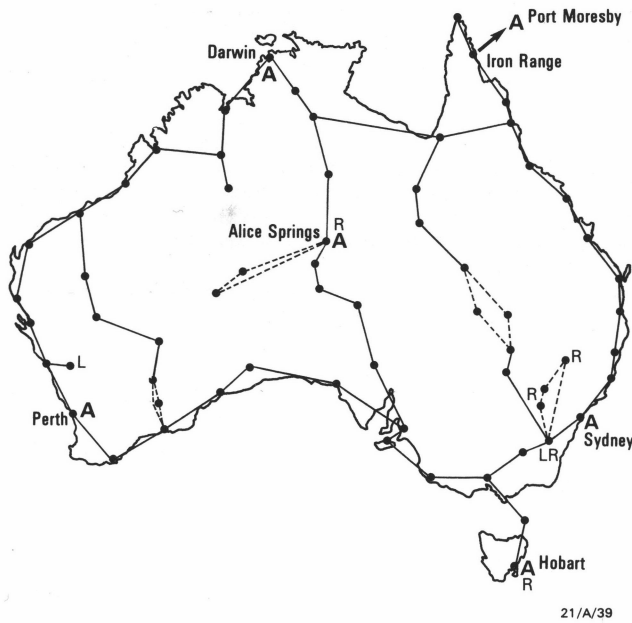 A Port Moresby
Darwin
A
Iron Range
R
Alice Springs A
L
R
R
Perth A
A
Sydney
LR
A Hobart
R
21/A/39